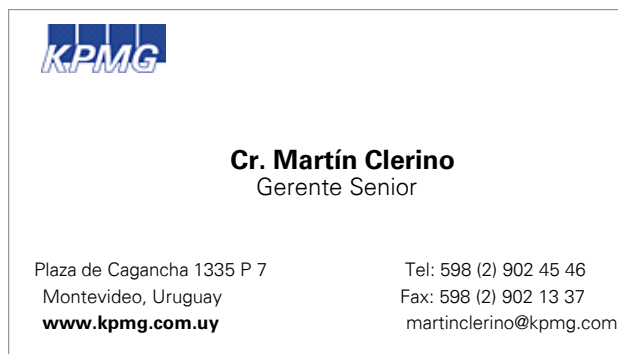 KPMG
Cr. Martín Clerino
Gerente Senior
Plaza de Cagancha 1335 P 7
Montevideo, Uruguay
www.kpmg.com.uy
Tel: 598 (2) 902 45 46
Fax: 598 (2) 902 13 37
martinclerino@kpmg.com